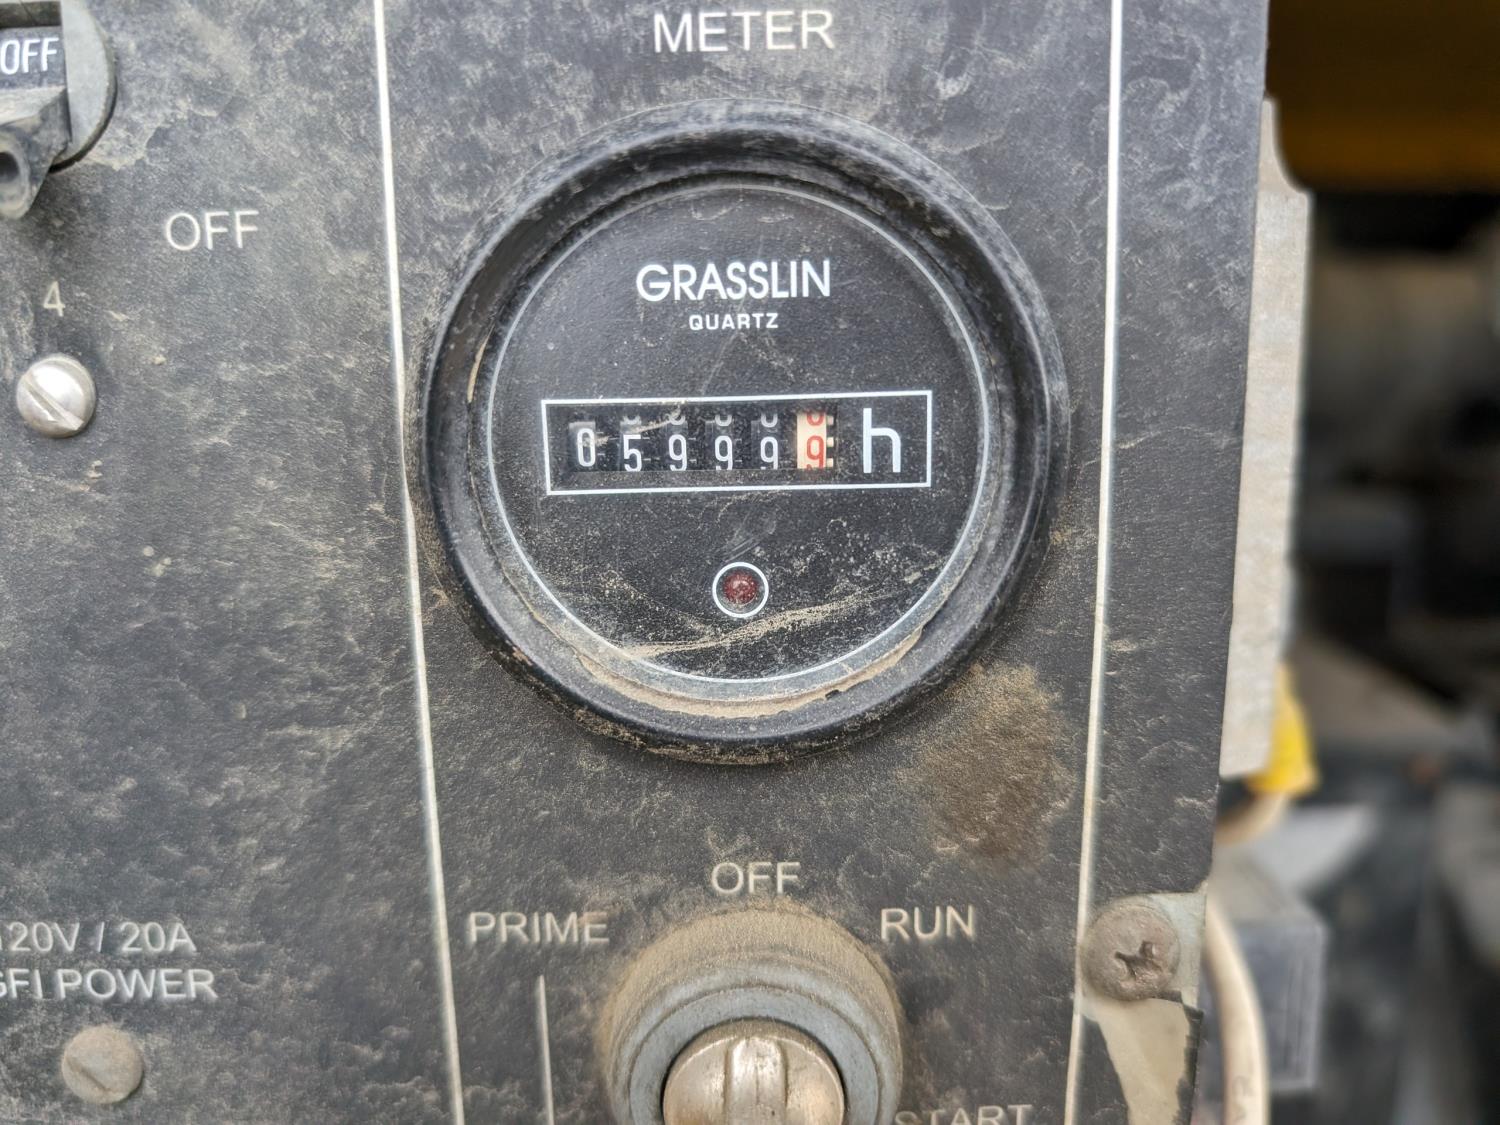 METER
OFF
OFF
4
GRASSLIN
QUARTZ
059999 h
OFF
PRIME
RUN
120V / 20A
GFI POWER
START